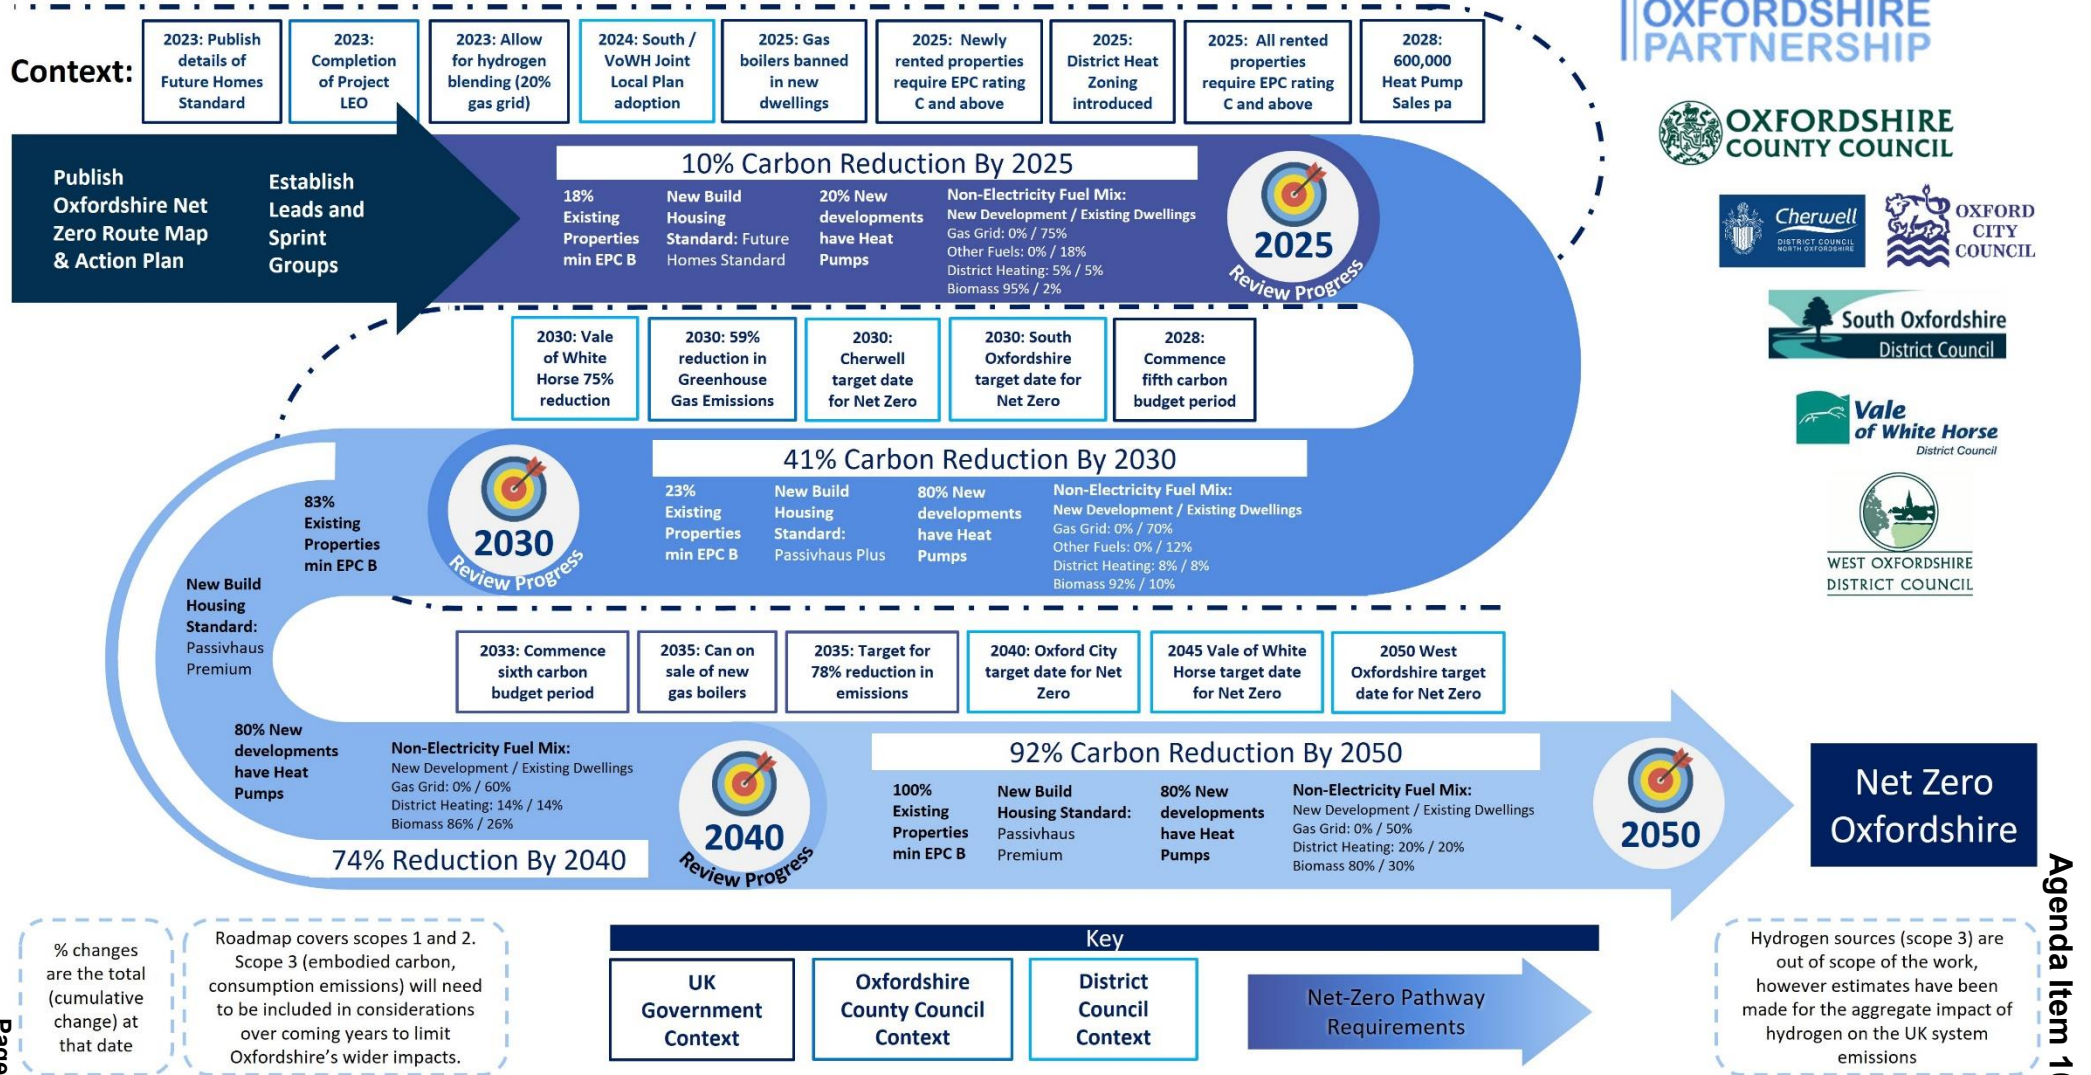 OXFORDSHIRE
PARTNERSHIP
Context:
2023: Publish
details of
Future Homes
Standard
2023:
Completion
of Project
LEO
2023: Allow
for hydrogen
blending (20%
gas grid)
2024: South /
VoWH Joint
Local Plan
adoption
2025: Gas
boilers banned
in new
dwellings
2025: Newly
rented properties
require EPC rating
C and above
2025:
District Heat
Zoning
introduced
2025: All rented
properties
require EPC rating
C and above
2028:
600,000
Heat Pump
Sales pa
OXFORDSHIRE
COUNTY COUNCIL
Cherwell
DISTRICT COUNCIL
NORTH OXFORDSHIRE
OXFORD
CITY
COUNCIL
South Oxfordshire
District Council
Vale
of White Horse
District Council
WEST OXFORDSHIRE
DISTRICT COUNCIL
Publish
Oxfordshire Net
Zero Route Map
& Action Plan
Establish
Leads and
Sprint
Groups
10% Carbon Reduction By 2025
18%
Existing
Properties
min EPC B
New Build
Housing
Standard: Future
Homes Standard
20% New
developments
have Heat
Pumps
Non-Electricity Fuel Mix:
New Development / Existing Dwellings
Gas Grid: 0% / 75%
Other Fuels: 0% / 18%
District Heating: 5% / 5%
Biomass 95% / 2%
2025
Review Progress
2030: Vale
of White
Horse 75%
reduction
2030: 59%
reduction in
Greenhouse
Gas Emissions
2030:
Cherwell
target date
for Net Zero
2030: South
Oxfordshire
target date for
Net Zero
2028:
Commence
fifth carbon
budget period
2030
Review Progress
41% Carbon Reduction By 2030
23%
Existing
Properties
min EPC B
New Build
Housing
Standard:
Passivhaus Plus
80% New
developments
have Heat
Pumps
Non-Electricity Fuel Mix:
New Development / Existing Dwellings
Gas Grid: 0% / 70%
Other Fuels: 0% / 12%
District Heating: 8% / 8%
Biomass 92% / 10%
83%
Existing
Properties
min EPC B
New Build
Housing
Standard:
Passivhaus
Premium
80% New
developments
have Heat
Pumps
Non-Electricity Fuel Mix:
New Development / Existing Dwellings
Gas Grid: 0% / 60%
District Heating: 14% / 14%
Biomass 86% / 26%
74% Reduction By 2040
2040
Review Progress
2033: Commence
sixth carbon
budget period
2035: Can on
sale of new
gas boilers
2035: Target for
78% reduction in
emissions
2040: Oxford City
target date for Net
Zero
2045 Vale of White
Horse target date
for Net Zero
2050 West
Oxfordshire target
date for Net Zero
92% Carbon Reduction By 2050
100%
Existing
Properties
min EPC B
New Build
Housing Standard:
Passivhaus
Premium
80% New
developments
have Heat
Pumps
Non-Electricity Fuel Mix:
New Development / Existing Dwellings
Gas Grid: 0% / 50%
District Heating: 20% / 20%
Biomass 80% / 30%
2050
Net Zero
Oxfordshire
% changes
are the total
(cumulative
change) at
that date
Roadmap covers scopes 1 and 2.
Scope 3 (embodied carbon,
consumption emissions) will need
to be included in considerations
over coming years to limit
Oxfordshire's wider impacts.
Key
UK
Government
Context
Oxfordshire
County Council
Context
District
Council
Context
Net-Zero Pathway
Requirements
Hydrogen sources (scope 3) are
out of scope of the work,
however estimates have been
made for the aggregate impact of
hydrogen on the UK system
emissions
Agenda Item 1
Page